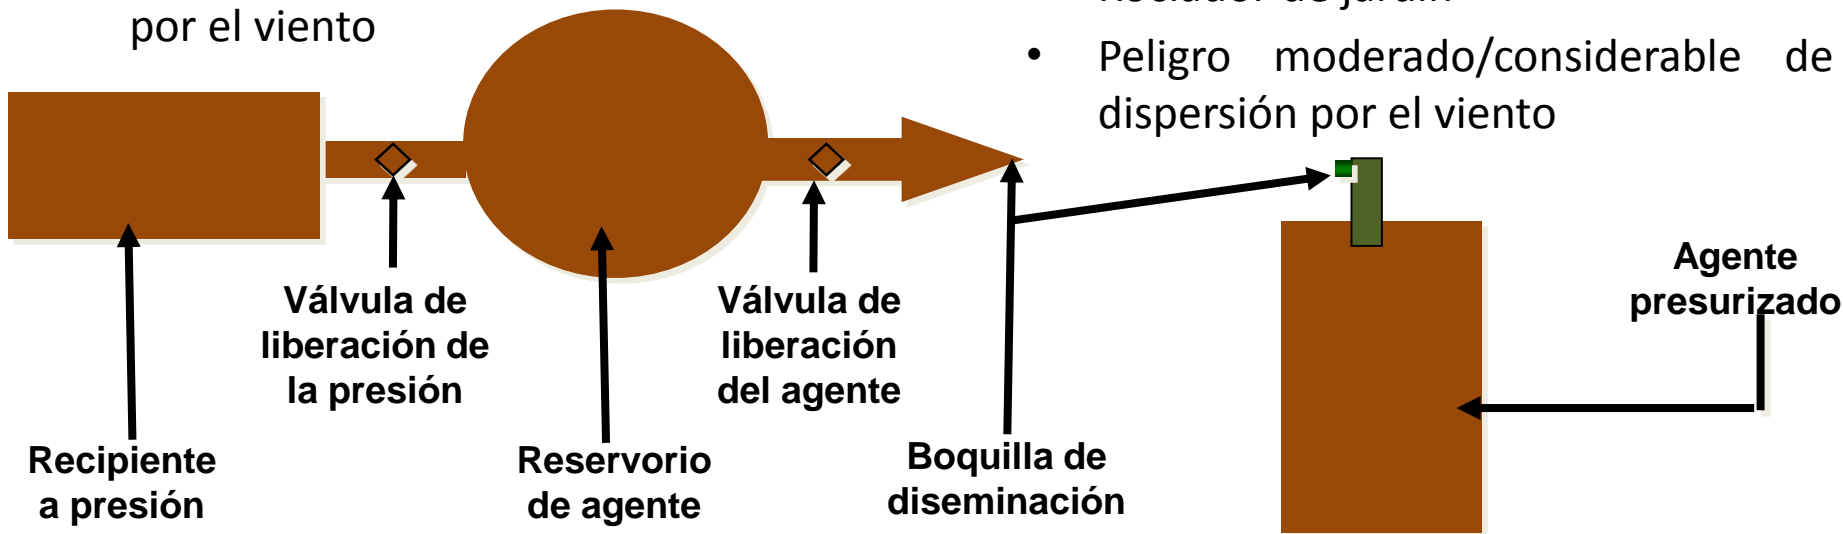 por el viento
• Peligro moderado/considerable de
dispersión por el viento
Agente
presurizado
Válvula de
liberación de
la presión
Válvula de
liberación
del agente
Recipiente
a presión
Reservorio
de agente
Boquilla de
diseminación